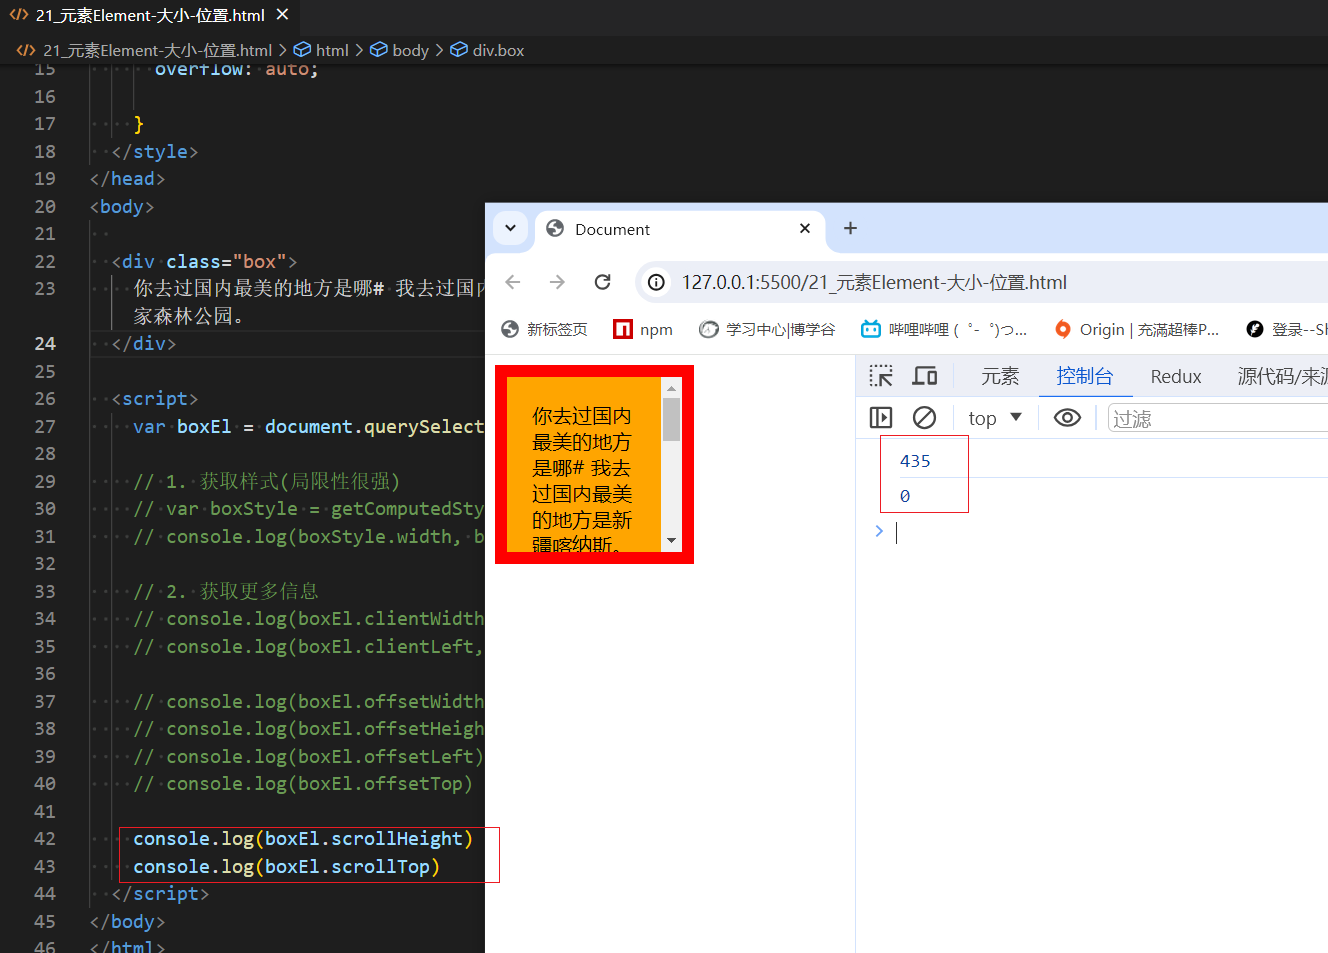 21_元素Element-大小-位置.html
21_元素Element-大小-位置.html > html > body > div.box
15 overflow: auto;
16
17 }
18 </style>
19 </head>
20 <body>
21
22 <div class="box">
23 你去过国内最美的地方是哪# 我去过国内
家森林公园。
24 </div>
25
26 <script>
27 var boxEl = document.querySelect
28
29 // 1. 获取样式(局限性很强)
30 // var boxStyle = getComputedSty
31 // console.log(boxStyle.width, b
32
33 // 2. 获取更多信息
34 // console.log(boxEl.clientWidth
35 // console.log(boxEl.clientLeft,
36
37 // console.log(boxEl.offsetWidth
38 // console.log(boxEl.offsetHeigh
39 // console.log(boxEl.offsetLeft)
40 // console.log(boxEl.offsetTop)
41
42 console.log(boxEl.scrollHeight)
43 console.log(boxEl.scrollTop)
44 </script>
45 </body>
46 </html>
Document
127.0.0.1:5500/21_元素Element-大小-位置.html
新标签页 npm 学习中心|博学谷 哔哩哔哩 (゜-゜)つ... Origin | 充满超棒P... 登录--Sh
你去过国内
最美的地方
是哪# 我去
过国内最美
的地方是新
疆喀纳斯。
元素 控制台 Redux 源代码/来源
top 过滤
435
0